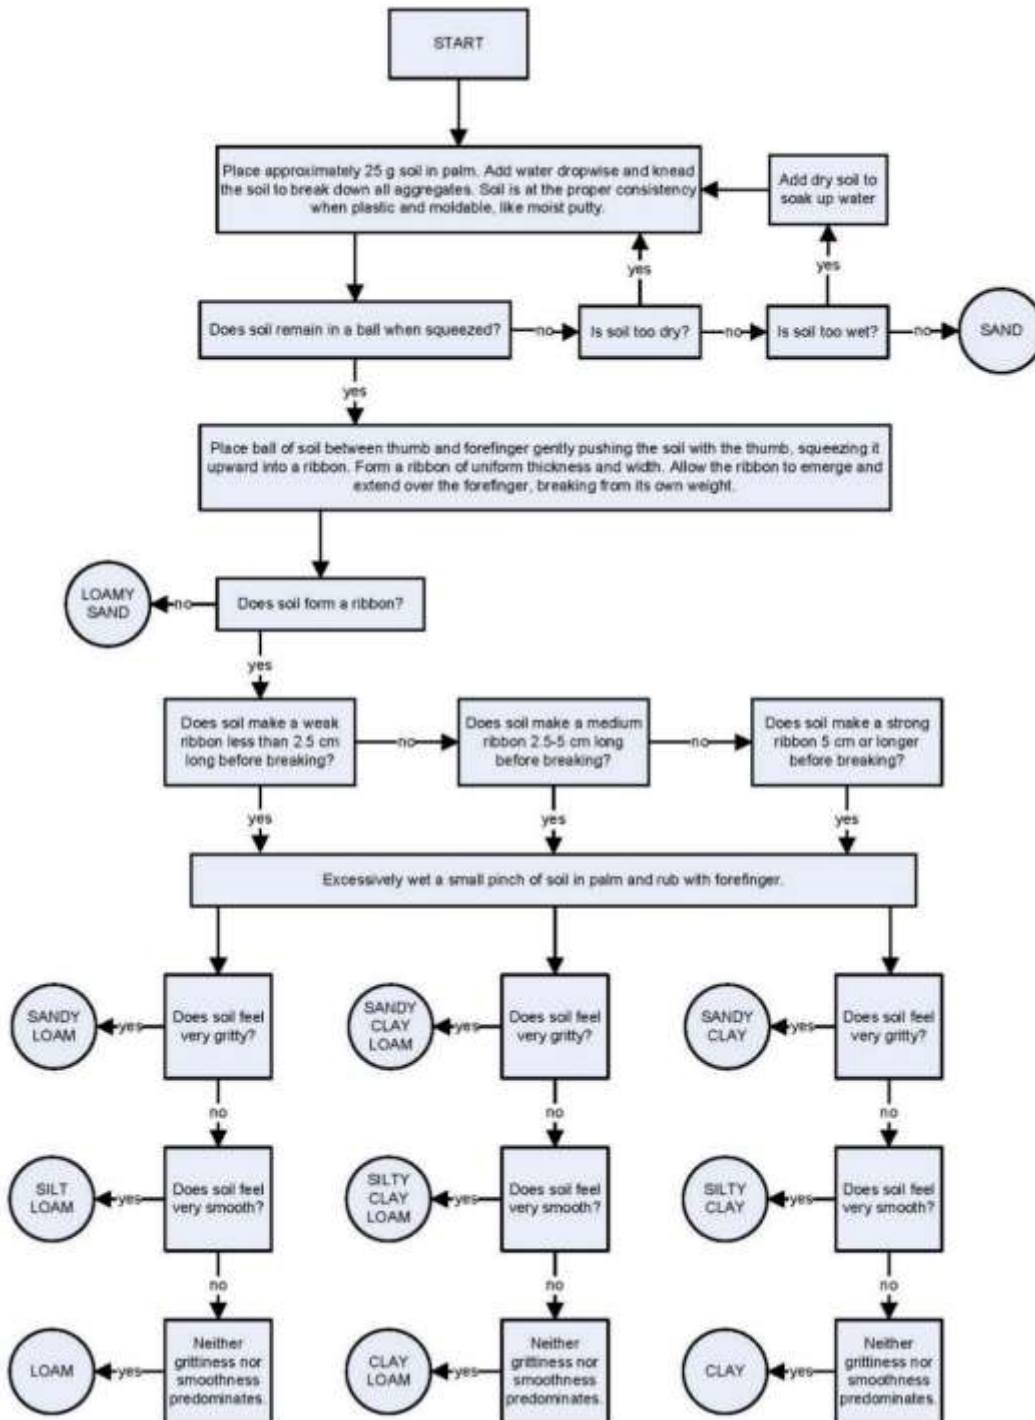 START
Place approximately 25 g soil in palm. Add water dropwise and knead
the soil to break down all aggregates. Soil is at the proper consistency
when plastic and moldable, like moist putty.
Add dry soil to
soak up water
yes
yes
Does soil remain in a ball when squeezed?
no
Is soil too dry?
no
Is soil too wet?
no
SAND
yes
Place ball of soil between thumb and forefinger gently pushing the soil with the thumb, squeezing it
upward into a ribbon. Form a ribbon of uniform thickness and width. Allow the ribbon to emerge and
extend over the forefinger, breaking from its own weight.
LOAMY
SAND
no
Does soil form a ribbon?
yes
Does soil make a weak
ribbon less than 2.5 cm
long before breaking?
no
Does soil make a medium
ribbon 2.5-5 cm long
before breaking?
no
Does soil make a strong
ribbon 5 cm or longer
before breaking?
yes
yes
yes
Excessively wet a small pinch of soil in palm and rub with forefinger.
SANDY
LOAM
yes
Does soil feel
very gritty?
SANDY
CLAY
LOAM
yes
Does soil feel
very gritty?
SANDY
CLAY
yes
Does soil feel
very gritty?
no
no
no
SILT
LOAM
yes
Does soil feel
very smooth?
SILTY
CLAY
LOAM
yes
Does soil feel
very smooth?
SILTY
CLAY
yes
Does soil feel
very smooth?
no
no
no
LOAM
yes
Neither
grittiness nor
smoothness
predominates.
CLAY
LOAM
yes
Neither
grittiness nor
smoothness
predominates.
CLAY
yes
Neither
grittiness nor
smoothness
predominates.